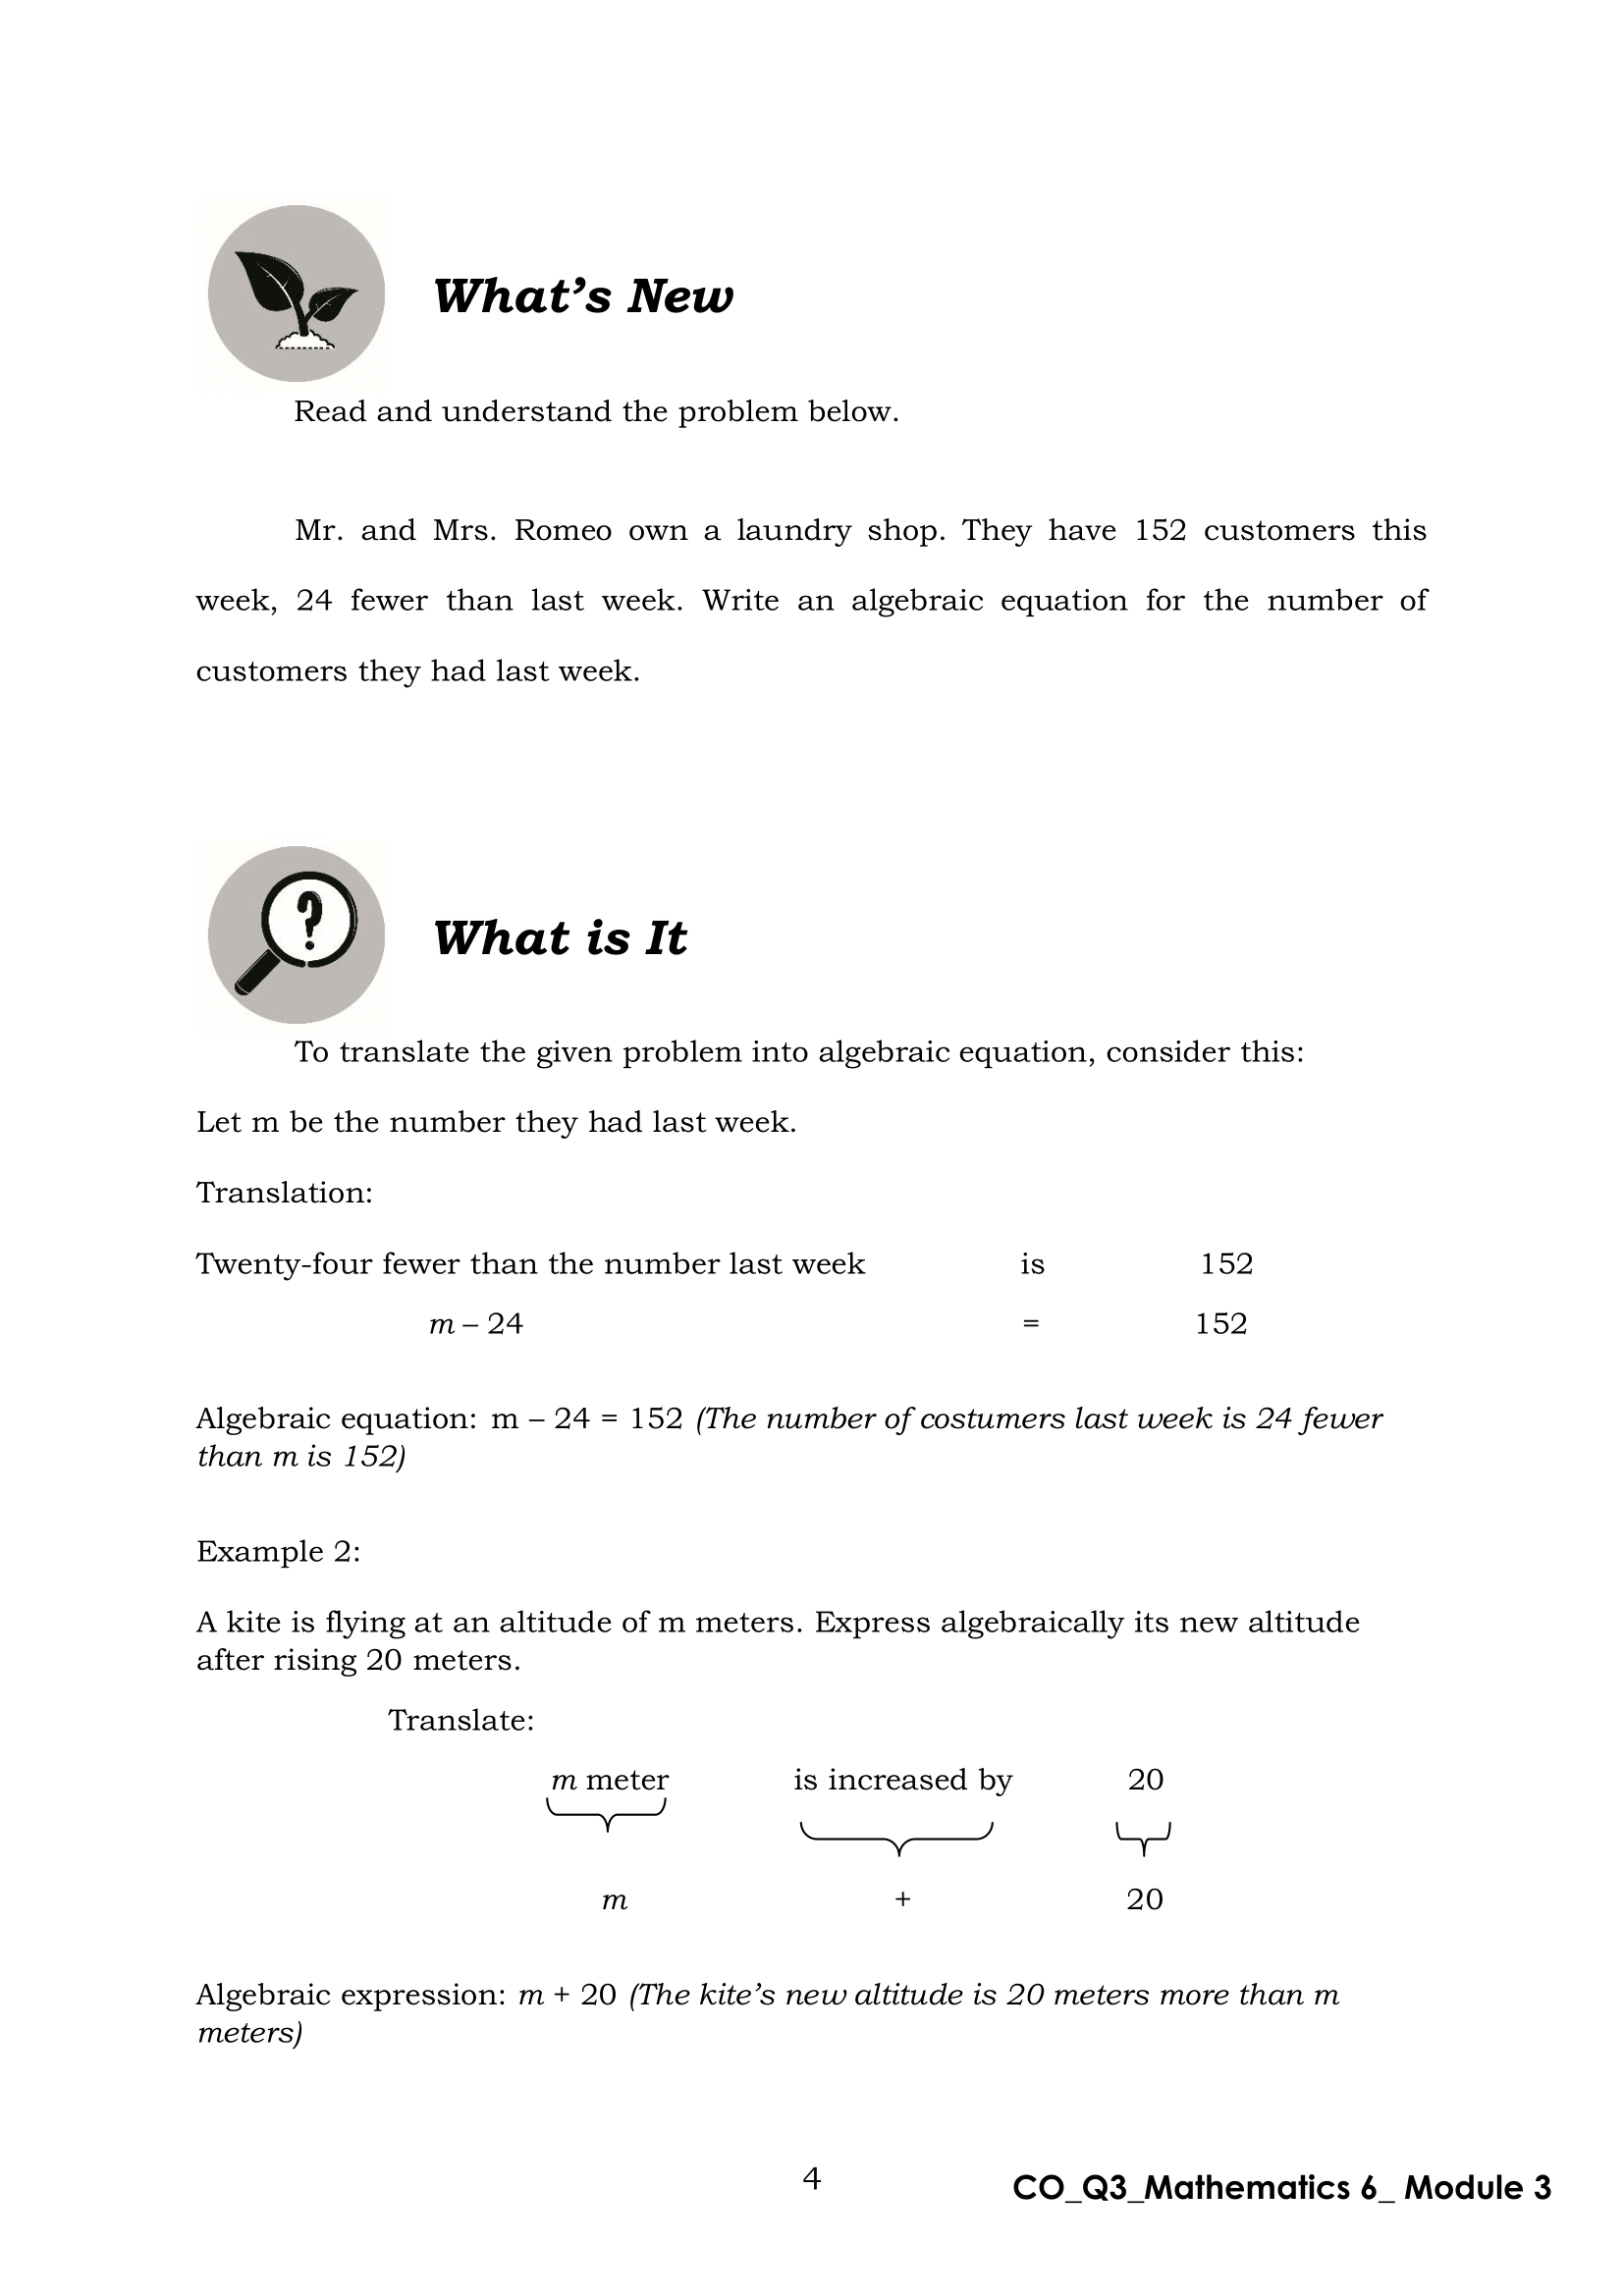 What’s New
Read and understand the problem below.
Mr. and Mrs. Romeo own a laundry shop. They have 152 customers this
week, 24 fewer than last week. Write an algebraic equation for the number of
customers they had last week.
?
What is It
To translate the given problem into algebraic equation, consider this:
Let m be the number they had last week.
Translation:
Twenty-four fewer than the number last week is 152
m – 24 = 152
Algebraic equation: m – 24 = 152 (The number of costumers last week is 24 fewer
than m is 152)
Example 2:
A kite is flying at an altitude of m meters. Express algebraically its new altitude
after rising 20 meters.
Translate:
m meter is increased by 20
m + 20
Algebraic expression: m + 20 (The kite’s new altitude is 20 meters more than m
meters)
4
CO_Q3_Mathematics 6_ Module 3